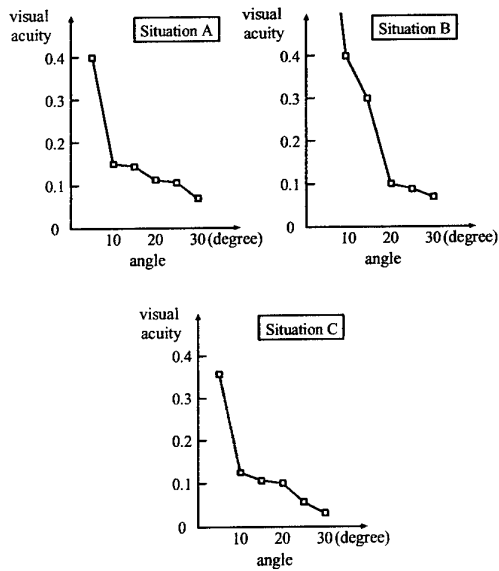 visual
acuity
Situation A
0.4
0.3
0.2
0.1
0
10 20 30 (degree)
angle
visual
acuity
Situation B
0.4
0.3
0.2
0.1
0
10 20 30 (degree)
angle
visual
acuity
Situation C
0.4
0.3
0.2
0.1
0
10 20 30 (degree)
angle